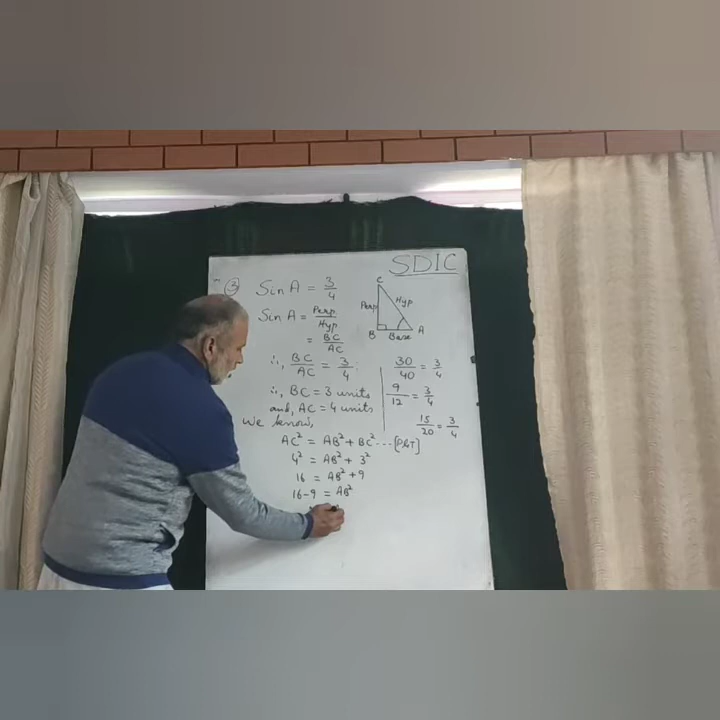 SDIC
(3) Sin A = 3/4
Sin A = Perp/Hyp
= BC/AC
∴, BC/AC = 3/4
∴, BC = 3 units
and, AC = 4 units
We know,
AC² = AB² + BC² --- [P&T]
4² = AB² + 3²
16 = AB² + 9
16-9 = AB²
C
Perp
Hyp
B
Base
A
30/40 = 3/4
9/12 = 3/4
15/20 = 3/4